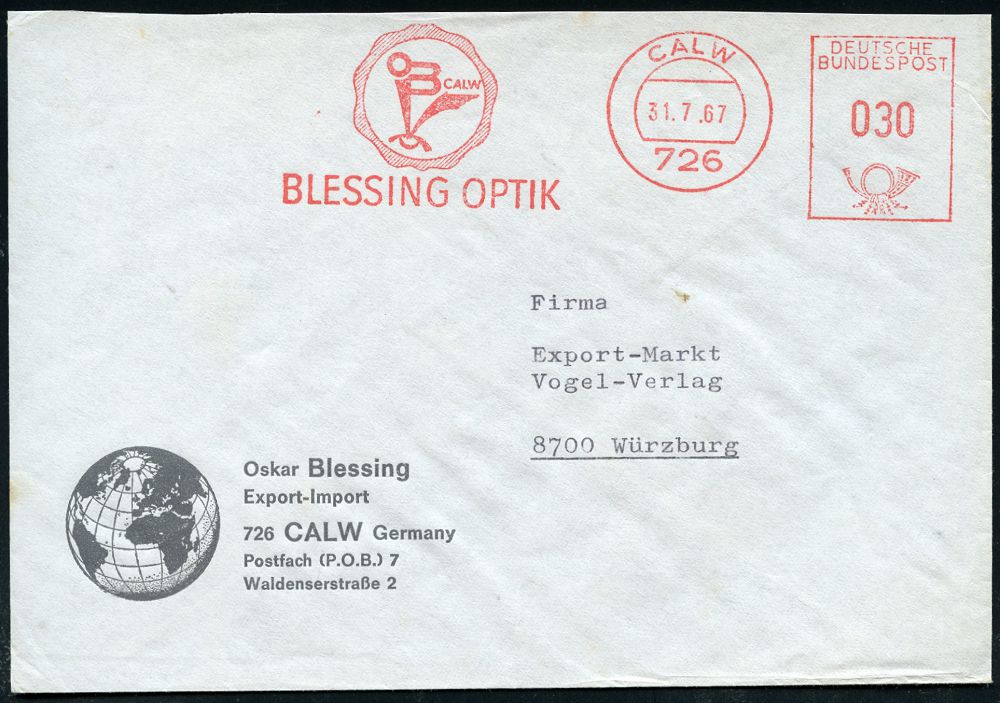 CALW
BLESSING OPTIK
CALW
31.7.67
726
DEUTSCHE
BUNDESPOST
030
Firma
Export-Markt
Vogel-Verlag
8700 Würzburg
Oskar Blessing
Export-Import
726 CALW Germany
Postfach (P.O.B.) 7
Waldenserstraße 2